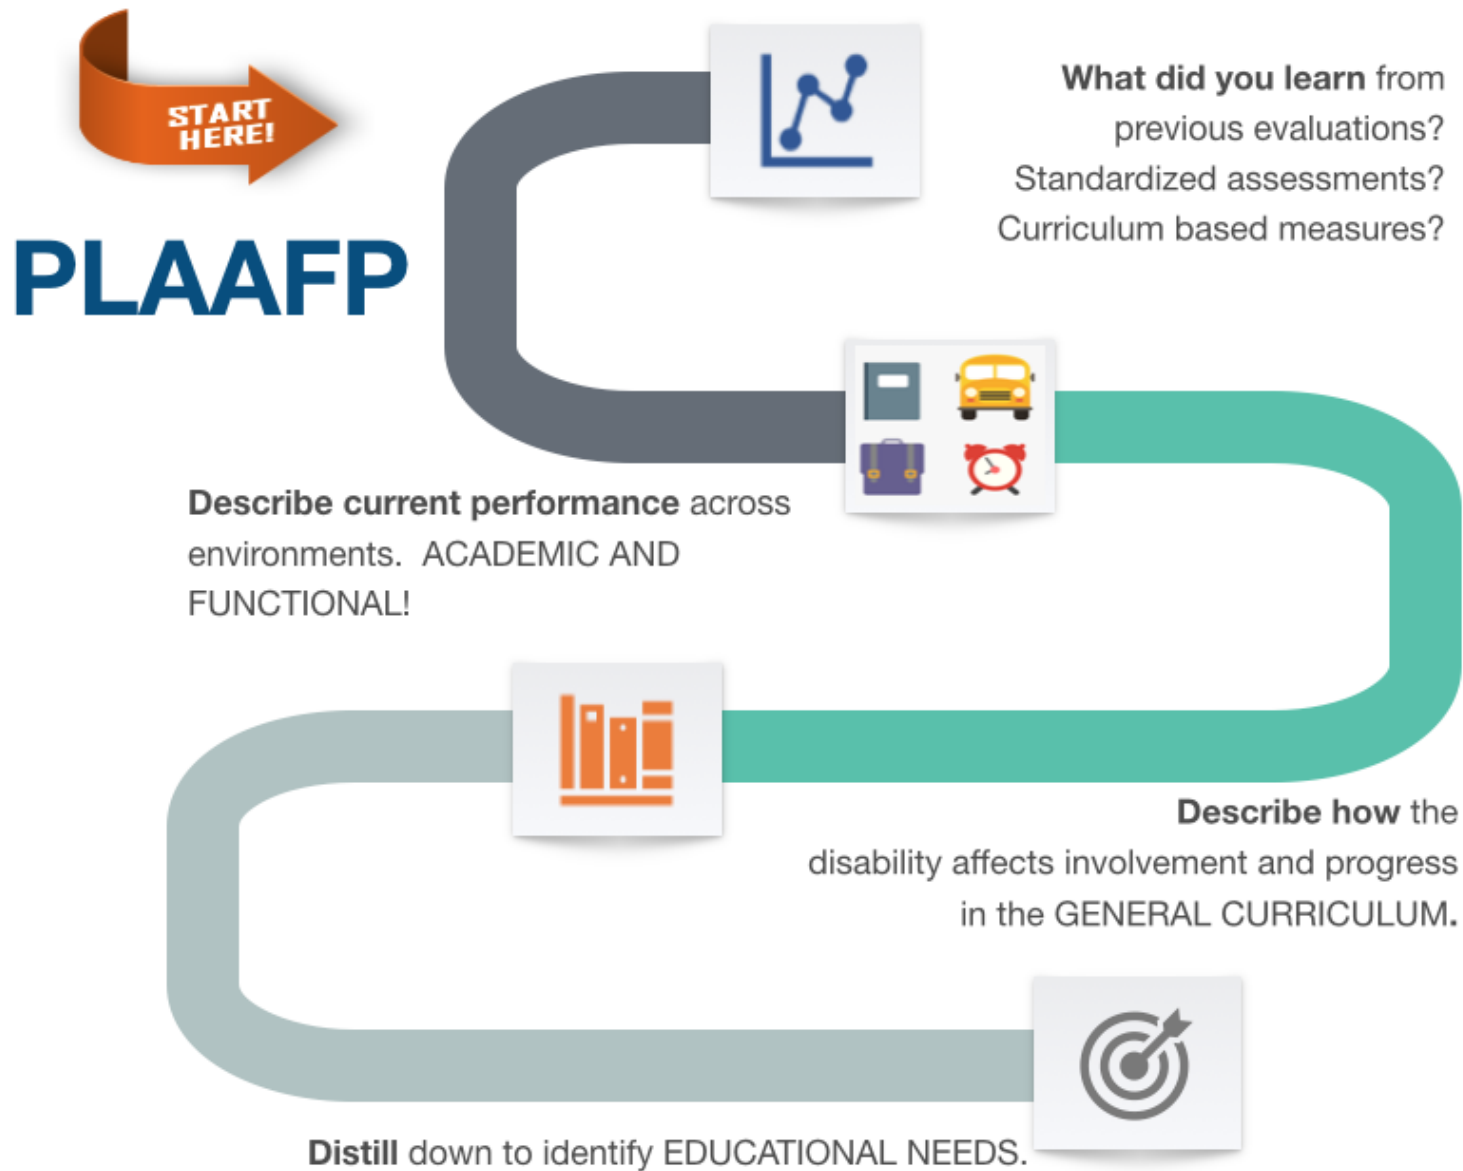 START
HERE!
PLAAFP
What did you learn from
previous evaluations?
Standardized assessments?
Curriculum based measures?
Describe current performance across
environments.  ACADEMIC AND
FUNCTIONAL!
Describe how the
disability affects involvement and progress
in the GENERAL CURRICULUM.
Distill down to identify EDUCATIONAL NEEDS.